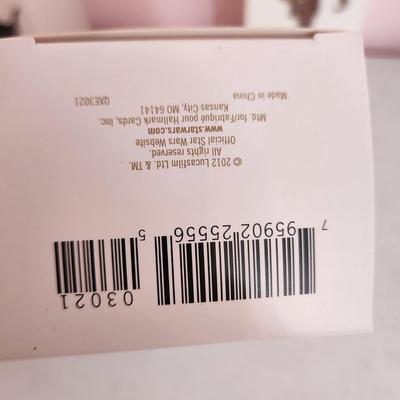 © 2012 Lucasfilm Ltd. & TM.
All rights reserved.
Official Star Wars Website
www.starwars.com
Mfd. for/Fabriqué pour Hallmark Cards, Inc.
Kansas City, MO 64141
Made in China
QXE3021
7 95902 25556 5
03021